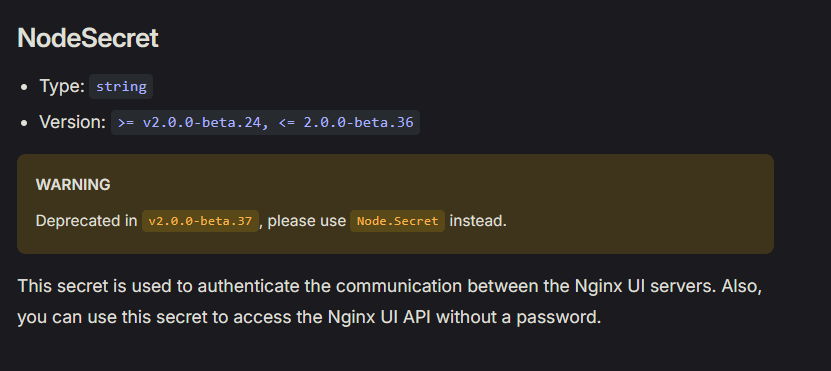 NodeSecret
• Type: string
• Version: >= v2.0.0-beta.24, <= 2.0.0-beta.36
WARNING
Deprecated in v2.0.0-beta.37, please use Node.Secret instead.
This secret is used to authenticate the communication between the Nginx UI servers. Also,
you can use this secret to access the Nginx UI API without a password.